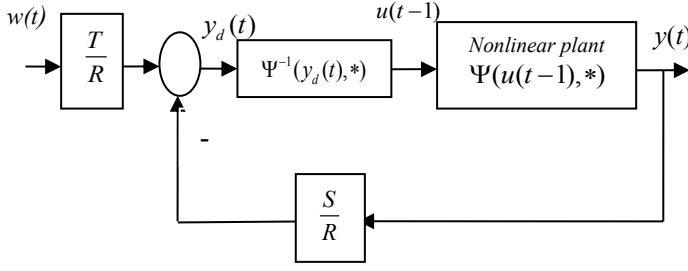 w(t)
T
R
y_d(t)
Ψ⁻¹(y_d(t),*)
u(t−1)
Nonlinear plant
Ψ(u(t−1),*)
y(t)
-
-
S
R